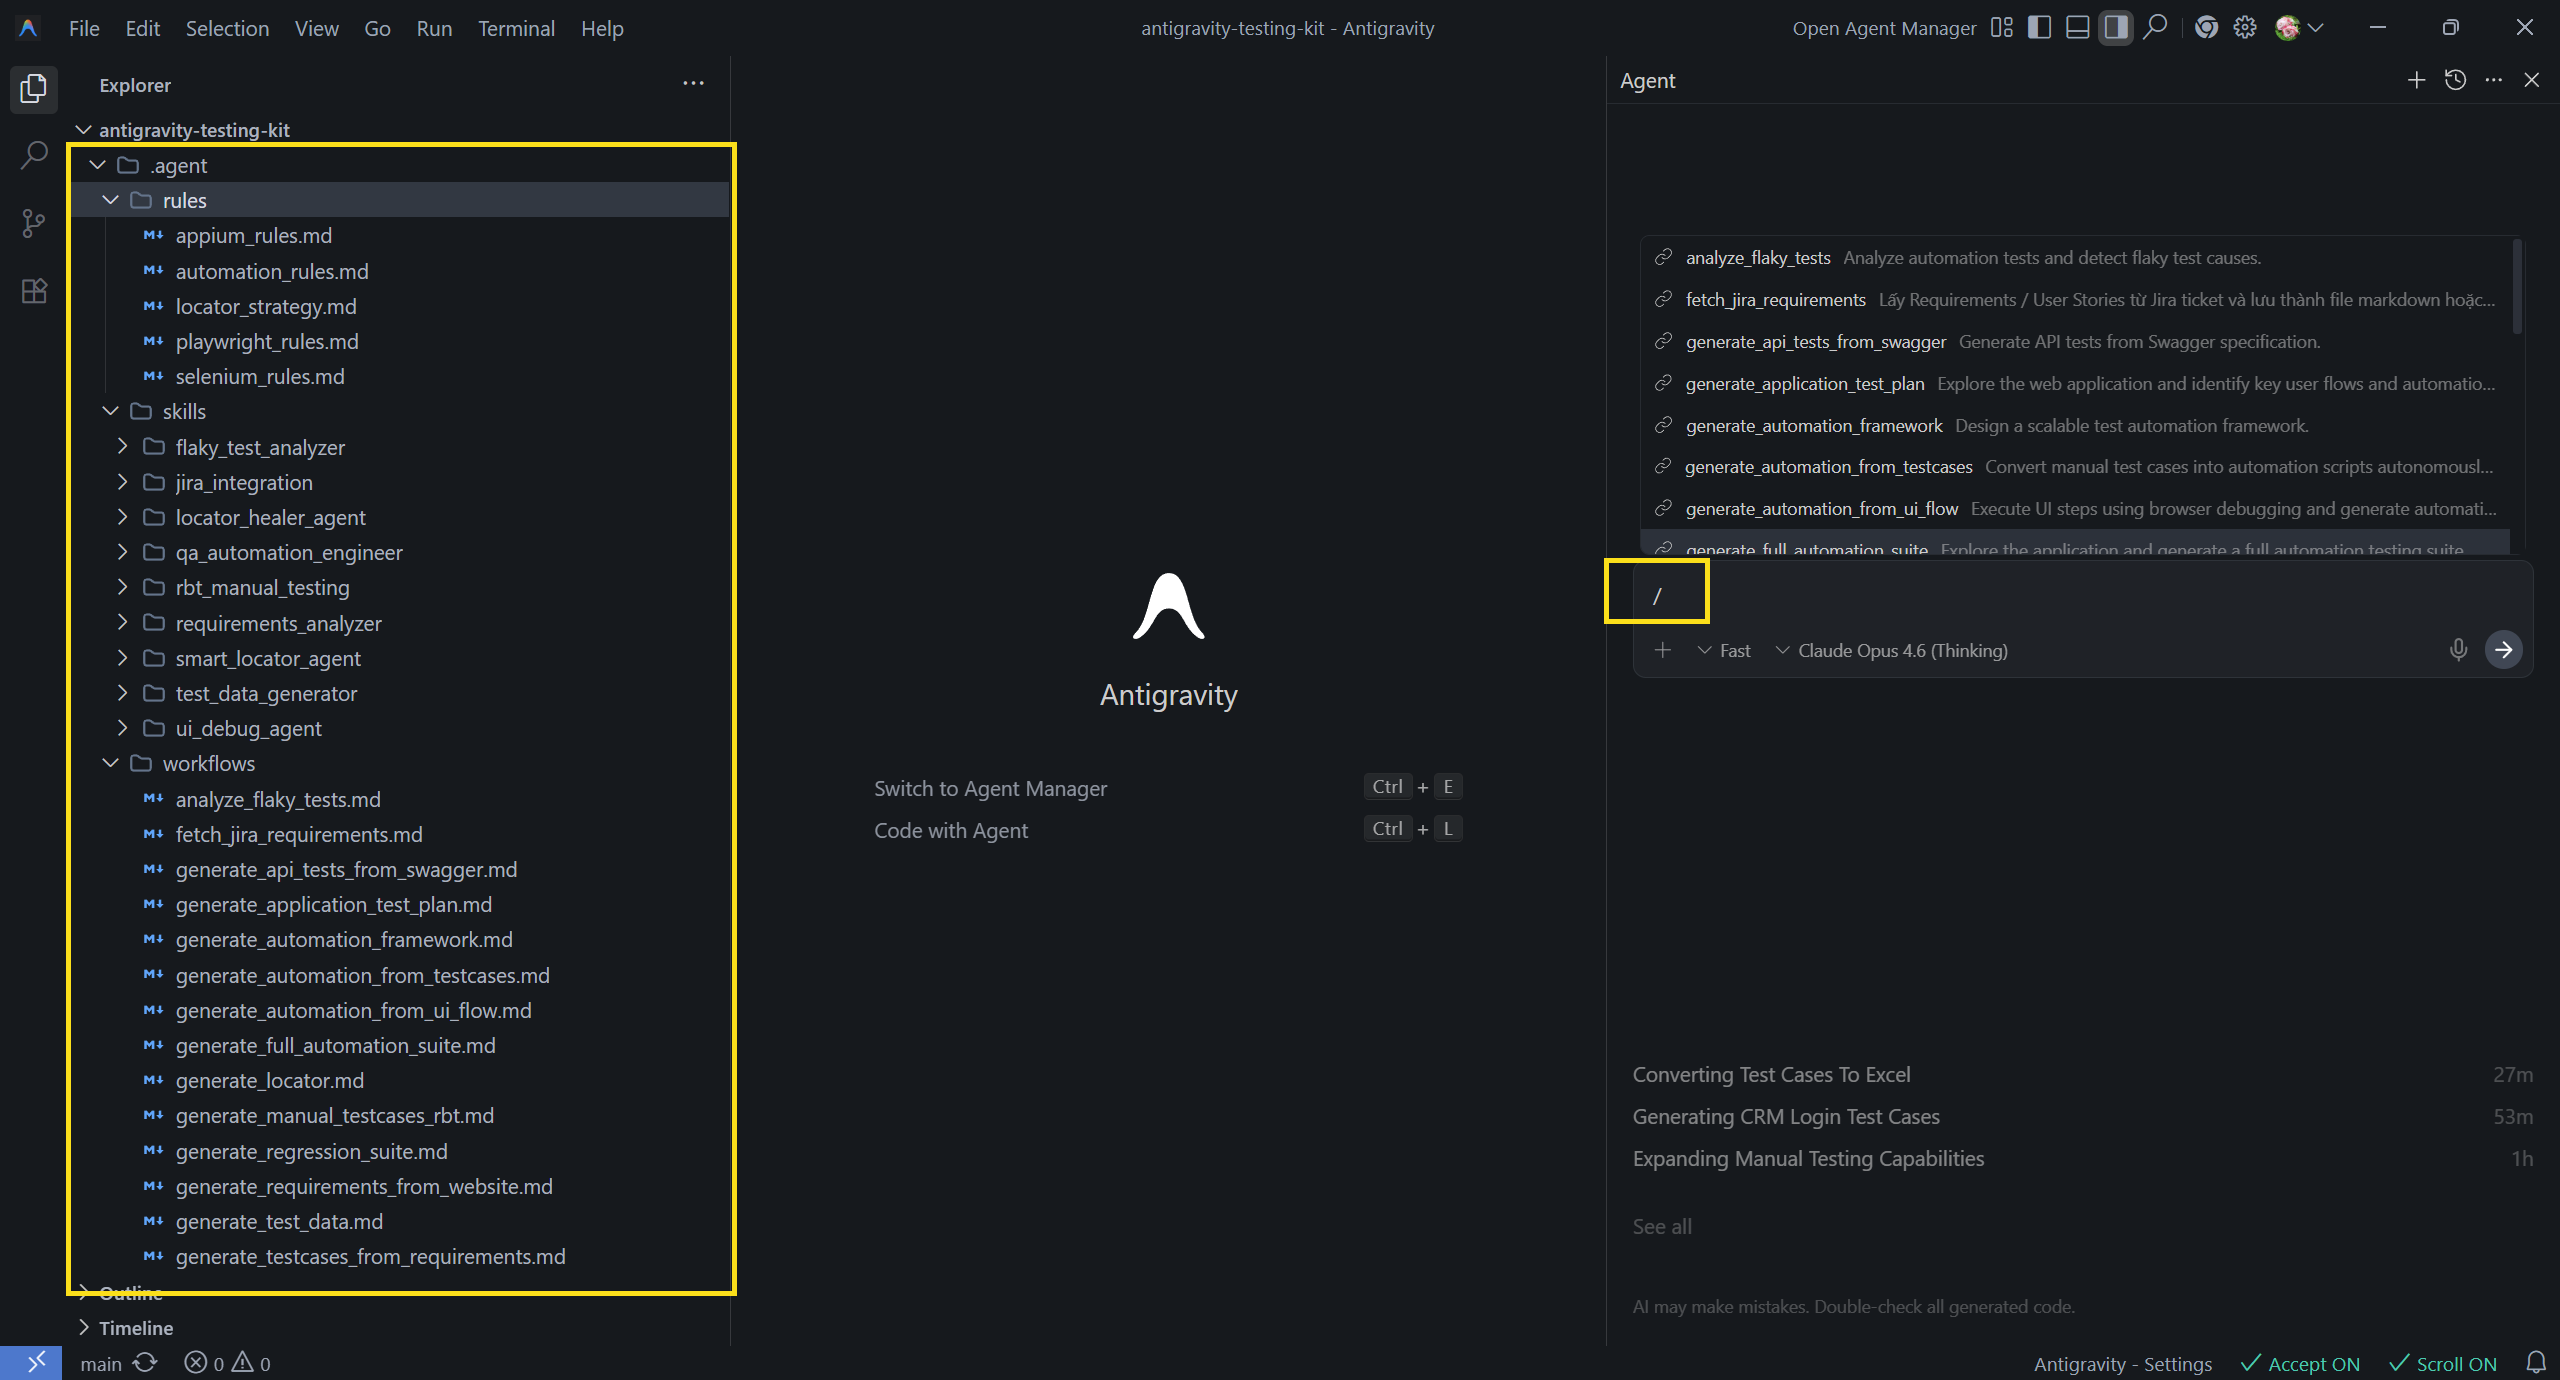 File Edit Selection View Go Run Terminal Help
antigravity-testing-kit - Antigravity
Open Agent Manager
Explorer
antigravity-testing-kit
.agent
rules
appium_rules.md
automation_rules.md
locator_strategy.md
playwright_rules.md
selenium_rules.md
skills
flaky_test_analyzer
jira_integration
locator_healer_agent
qa_automation_engineer
rbt_manual_testing
requirements_analyzer
smart_locator_agent
test_data_generator
ui_debug_agent
workflows
analyze_flaky_tests.md
fetch_jira_requirements.md
generate_api_tests_from_swagger.md
generate_application_test_plan.md
generate_automation_framework.md
generate_automation_from_testcases.md
generate_automation_from_ui_flow.md
generate_full_automation_suite.md
generate_locator.md
generate_manual_testcases_rbt.md
generate_regression_suite.md
generate_requirements_from_website.md
generate_test_data.md
generate_testcases_from_requirements.md
Outline
Timeline
Antigravity
Switch to Agent Manager Ctrl + E
Code with Agent Ctrl + L
Agent
analyze_flaky_tests Analyze automation tests and detect flaky test causes.
fetch_jira_requirements Lấy Requirements / User Stories từ Jira ticket và lưu thành file markdown hoặc...
generate_api_tests_from_swagger Generate API tests from Swagger specification.
generate_application_test_plan Explore the web application and identify key user flows and automatio...
generate_automation_framework Design a scalable test automation framework.
generate_automation_from_testcases Convert manual test cases into automation scripts autonomousl...
generate_automation_from_ui_flow Execute UI steps using browser debugging and generate automati...
generate_full_automation_suite Explore the application and generate a full automation testing suite
/
Fast Claude Opus 4.6 (Thinking)
Converting Test Cases To Excel 27m
Generating CRM Login Test Cases 53m
Expanding Manual Testing Capabilities 1h
See all
AI may make mistakes. Double-check all generated code.
main 0 0
Antigravity - Settings Accept ON Scroll ON